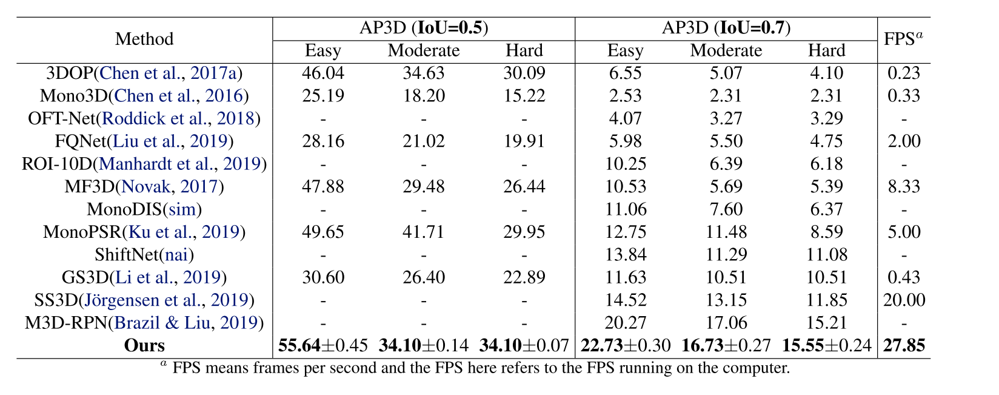 Method AP3D (IoU=0.5) AP3D (IoU=0.7) FPSᵃ
Easy Moderate Hard Easy Moderate Hard
3DOP(Chen et al., 2017a) 46.04 34.63 30.09 6.55 5.07 4.10 0.23
Mono3D(Chen et al., 2016) 25.19 18.20 15.22 2.53 2.31 2.31 0.33
OFT-Net(Roddick et al., 2018) - - - 4.07 3.27 3.29 -
FQNet(Liu et al., 2019) 28.16 21.02 19.91 5.98 5.50 4.75 2.00
ROI-10D(Manhardt et al., 2019) - - - 10.25 6.39 6.18 -
MF3D(Novak, 2017) 47.88 29.48 26.44 10.53 5.69 5.39 8.33
MonoDIS(sim) - - - 11.06 7.60 6.37 -
MonoPSR(Ku et al., 2019) 49.65 41.71 29.95 12.75 11.48 8.59 5.00
ShiftNet(nai) - - - 13.84 11.29 11.08 -
GS3D(Li et al., 2019) 30.60 26.40 22.89 11.63 10.51 10.51 0.43
SS3D(Jörgensen et al., 2019) - - - 14.52 13.15 11.85 20.00
M3D-RPN(Brazil & Liu, 2019) - - - 20.27 17.06 15.21 -
Ours 55.64±0.45 34.10±0.14 34.10±0.07 22.73±0.30 16.73±0.27 15.55±0.24 27.85
ᵃ FPS means frames per second and the FPS here refers to the FPS running on the computer.